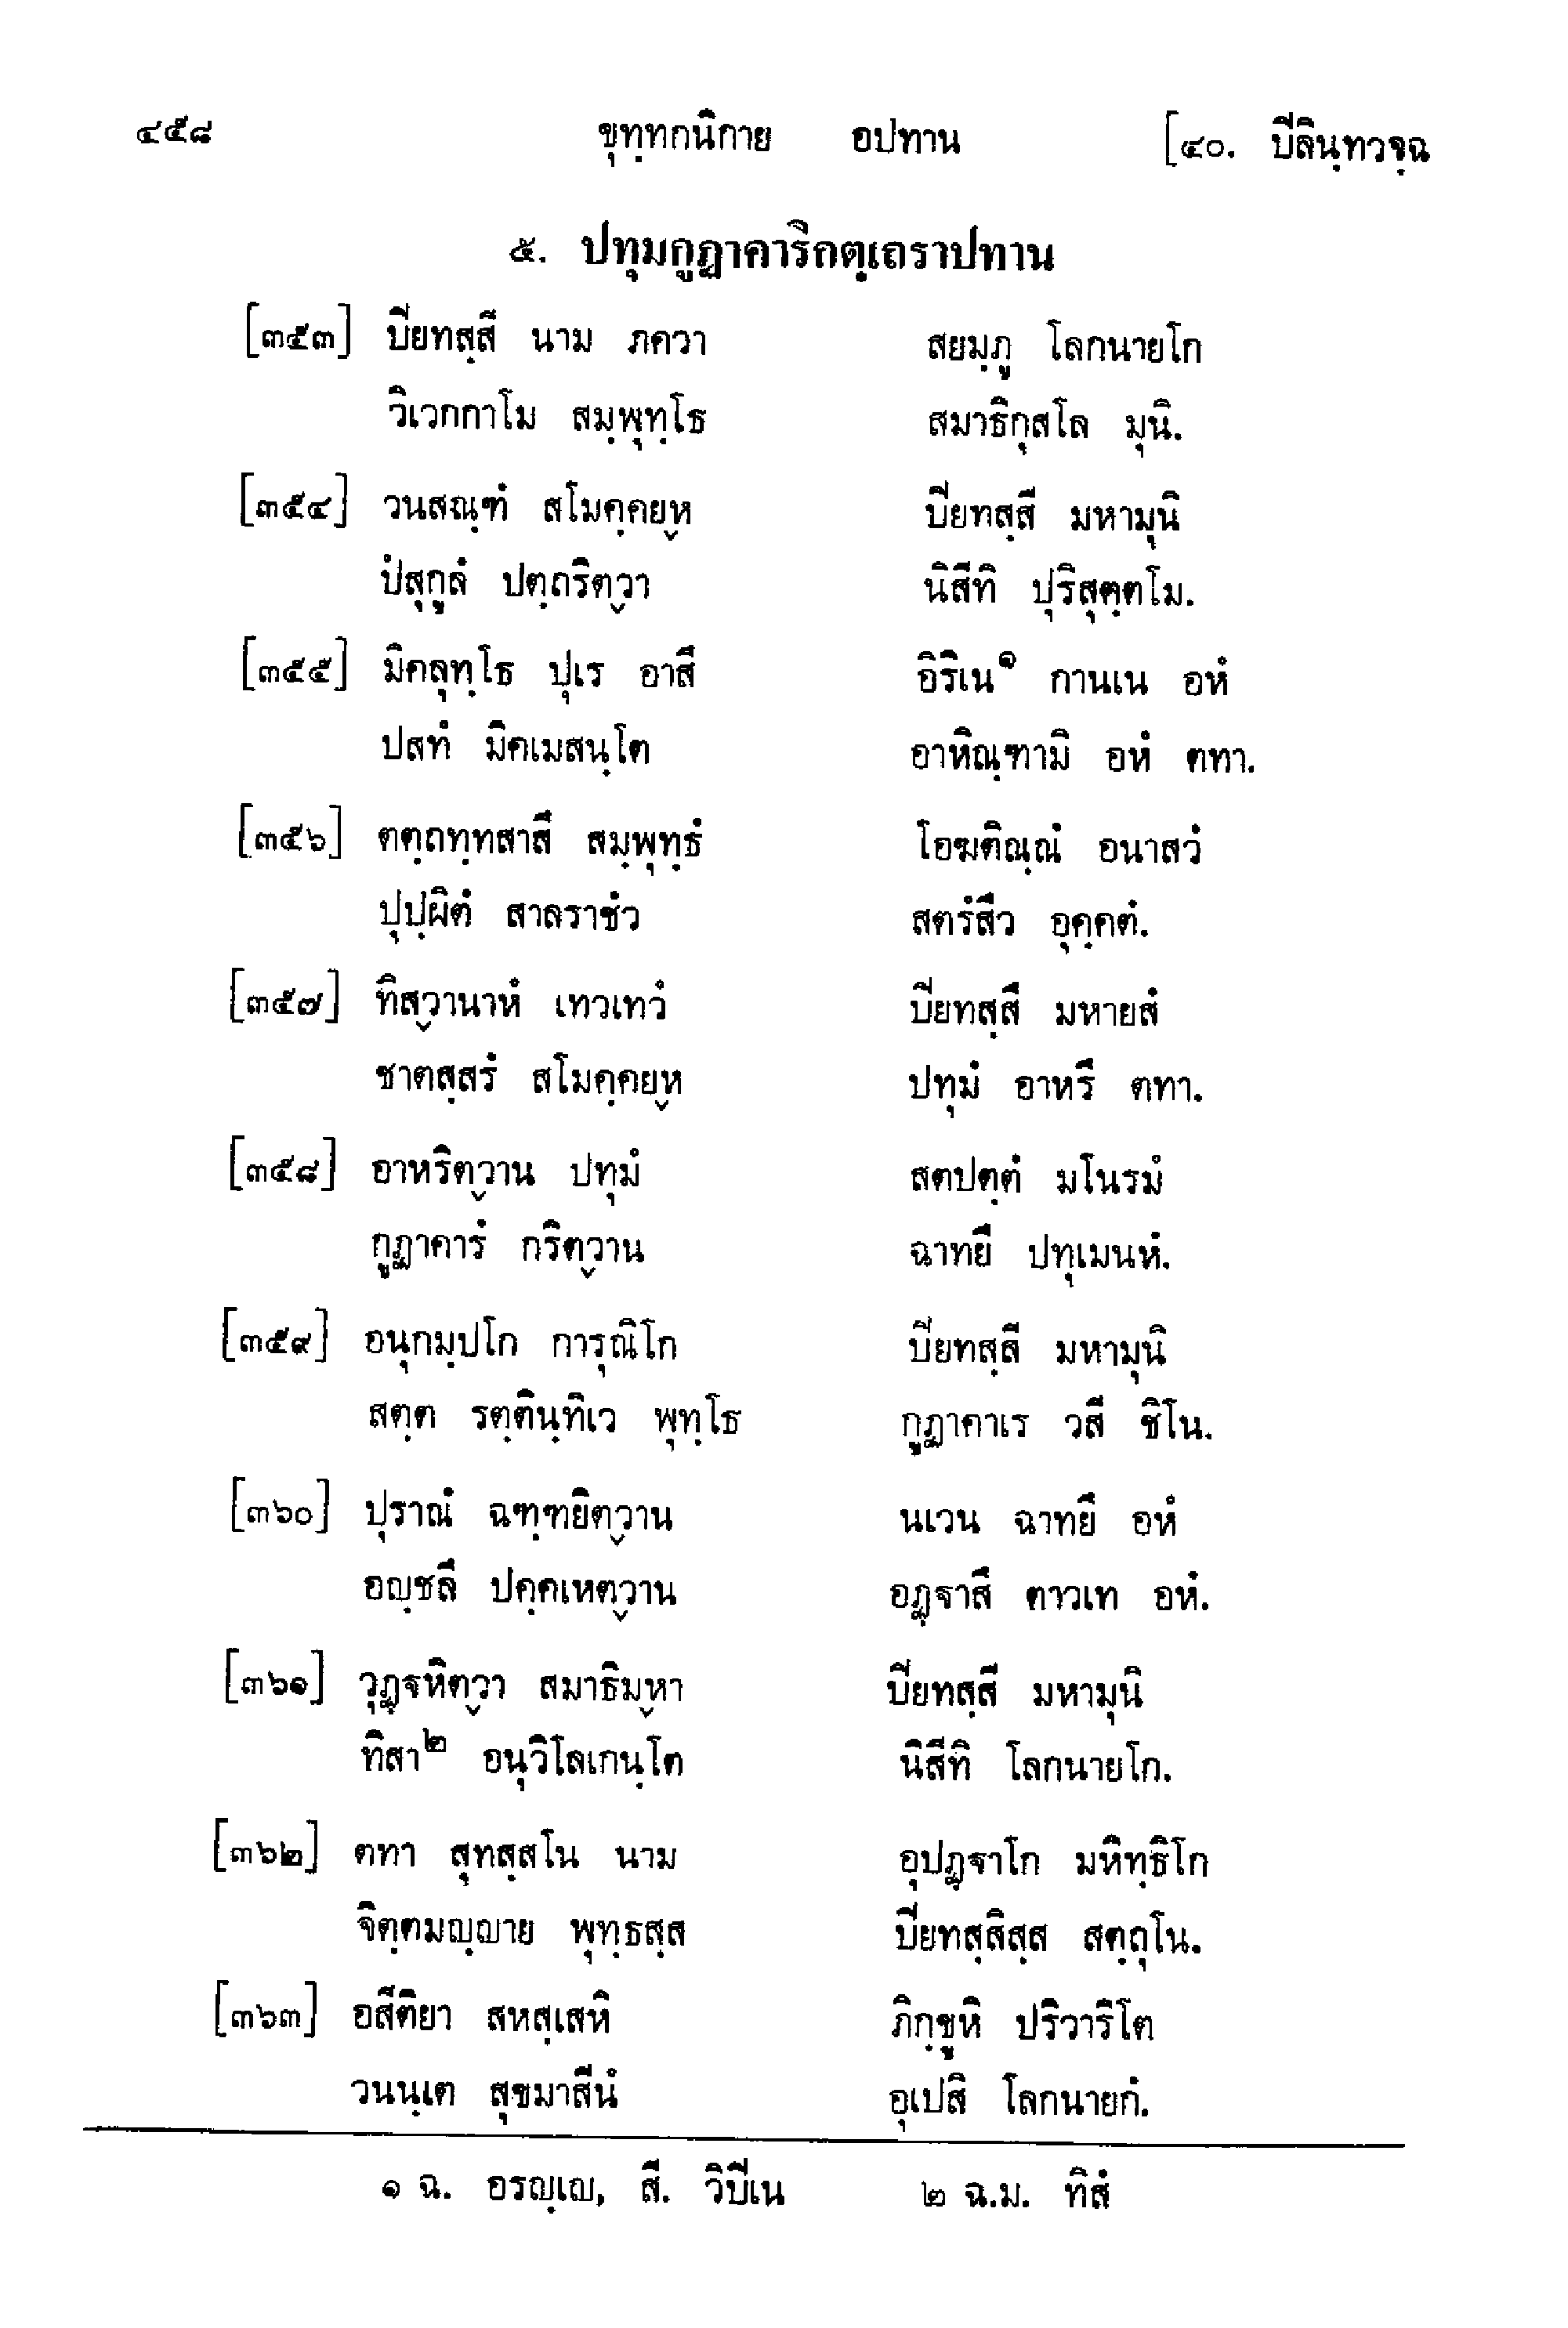 ๔๕๘ ขุทฺทกนิกาย อปทาน [๔๐. ปีลินฺทวจฺฉ
๕. ปทุมกูฏาคาริกตฺเถราปทาน
[๓๕๓] ปิยทสฺสี นาม ภควา สยมฺภู โลกนายโก
วิเวกกาโม สมฺพุทฺโธ สมาธิกุสโล มุนิ.
[๓๕๔] วนสณฺฑํ สโมคฺคยฺห ปิยทสฺสี มหามุนิ
ปํสุกูลํ ปตฺถริตฺวา นิสีทิ ปุริสุตฺตโม.
[๓๕๕] มิคลุทฺโธ ปุเร อาสึ อิริเน๑ กานเน อหํ
ปสทํ มิคเมสนฺโต อาหิณฺฑามิ อหํ ตทา.
[๓๕๖] ตตฺถทฺทสาสึ สมฺพุทฺธํ โอฆติณฺณํ อนาสวํ
ปุปฺผิตํ สาลราชํว สตรํสึว อุคฺคตํ.
[๓๕๗] ทิสฺวานาหํ เทวเทวํ ปิยทสฺสึ มหายสํ
ชาตสฺสรํ สโมคฺคยฺห ปทุมํ อาหรึ ตทา.
[๓๕๘] อาหริตฺวาน ปทุมํ สตปตฺตํ มโนรมํ
กูฏาคารํ กริตฺวาน ฉาทยึ ปทุเมนหํ.
[๓๕๙] อนุกมฺปโก การุณิโก ปิยทสฺสี มหามุนิ
สตฺต รตฺตินฺทิเว พุทฺโธ กูฏาคาเร วสี ชิโน.
[๓๖๐] ปุราณํ ฉฑฺฑยิตฺวาน นเวน ฉาทยึ อหํ
อญฺชลึ ปคฺคเหตฺวาน อฏฺฐาสึ ตาวเท อหํ.
[๓๖๑] วุฏฺฐหิตฺวา สมาธิมฺหา ปิยทสฺสี มหามุนิ
ทิสา๒ อนุวิโลเกนฺโต นิสีทิ โลกนายโก.
[๓๖๒] ตทา สุทสฺสโน นาม อุปฏฺฐาโก มหิทฺธิโก
จิตฺตมญฺญาย พุทฺธสฺส ปิยทสฺสิสฺส สตฺถุโน.
[๓๖๓] อสีติยา สหสฺเสหิ ภิกฺขูหิ ปริวาริโต
วนนฺเต สุขมาสีนํ อุเปสิ โลกนายกํ.
๑ ฉ. อรญฺเญ, สี. วิปิเน ๒ ฉ.ม. ทิสํ